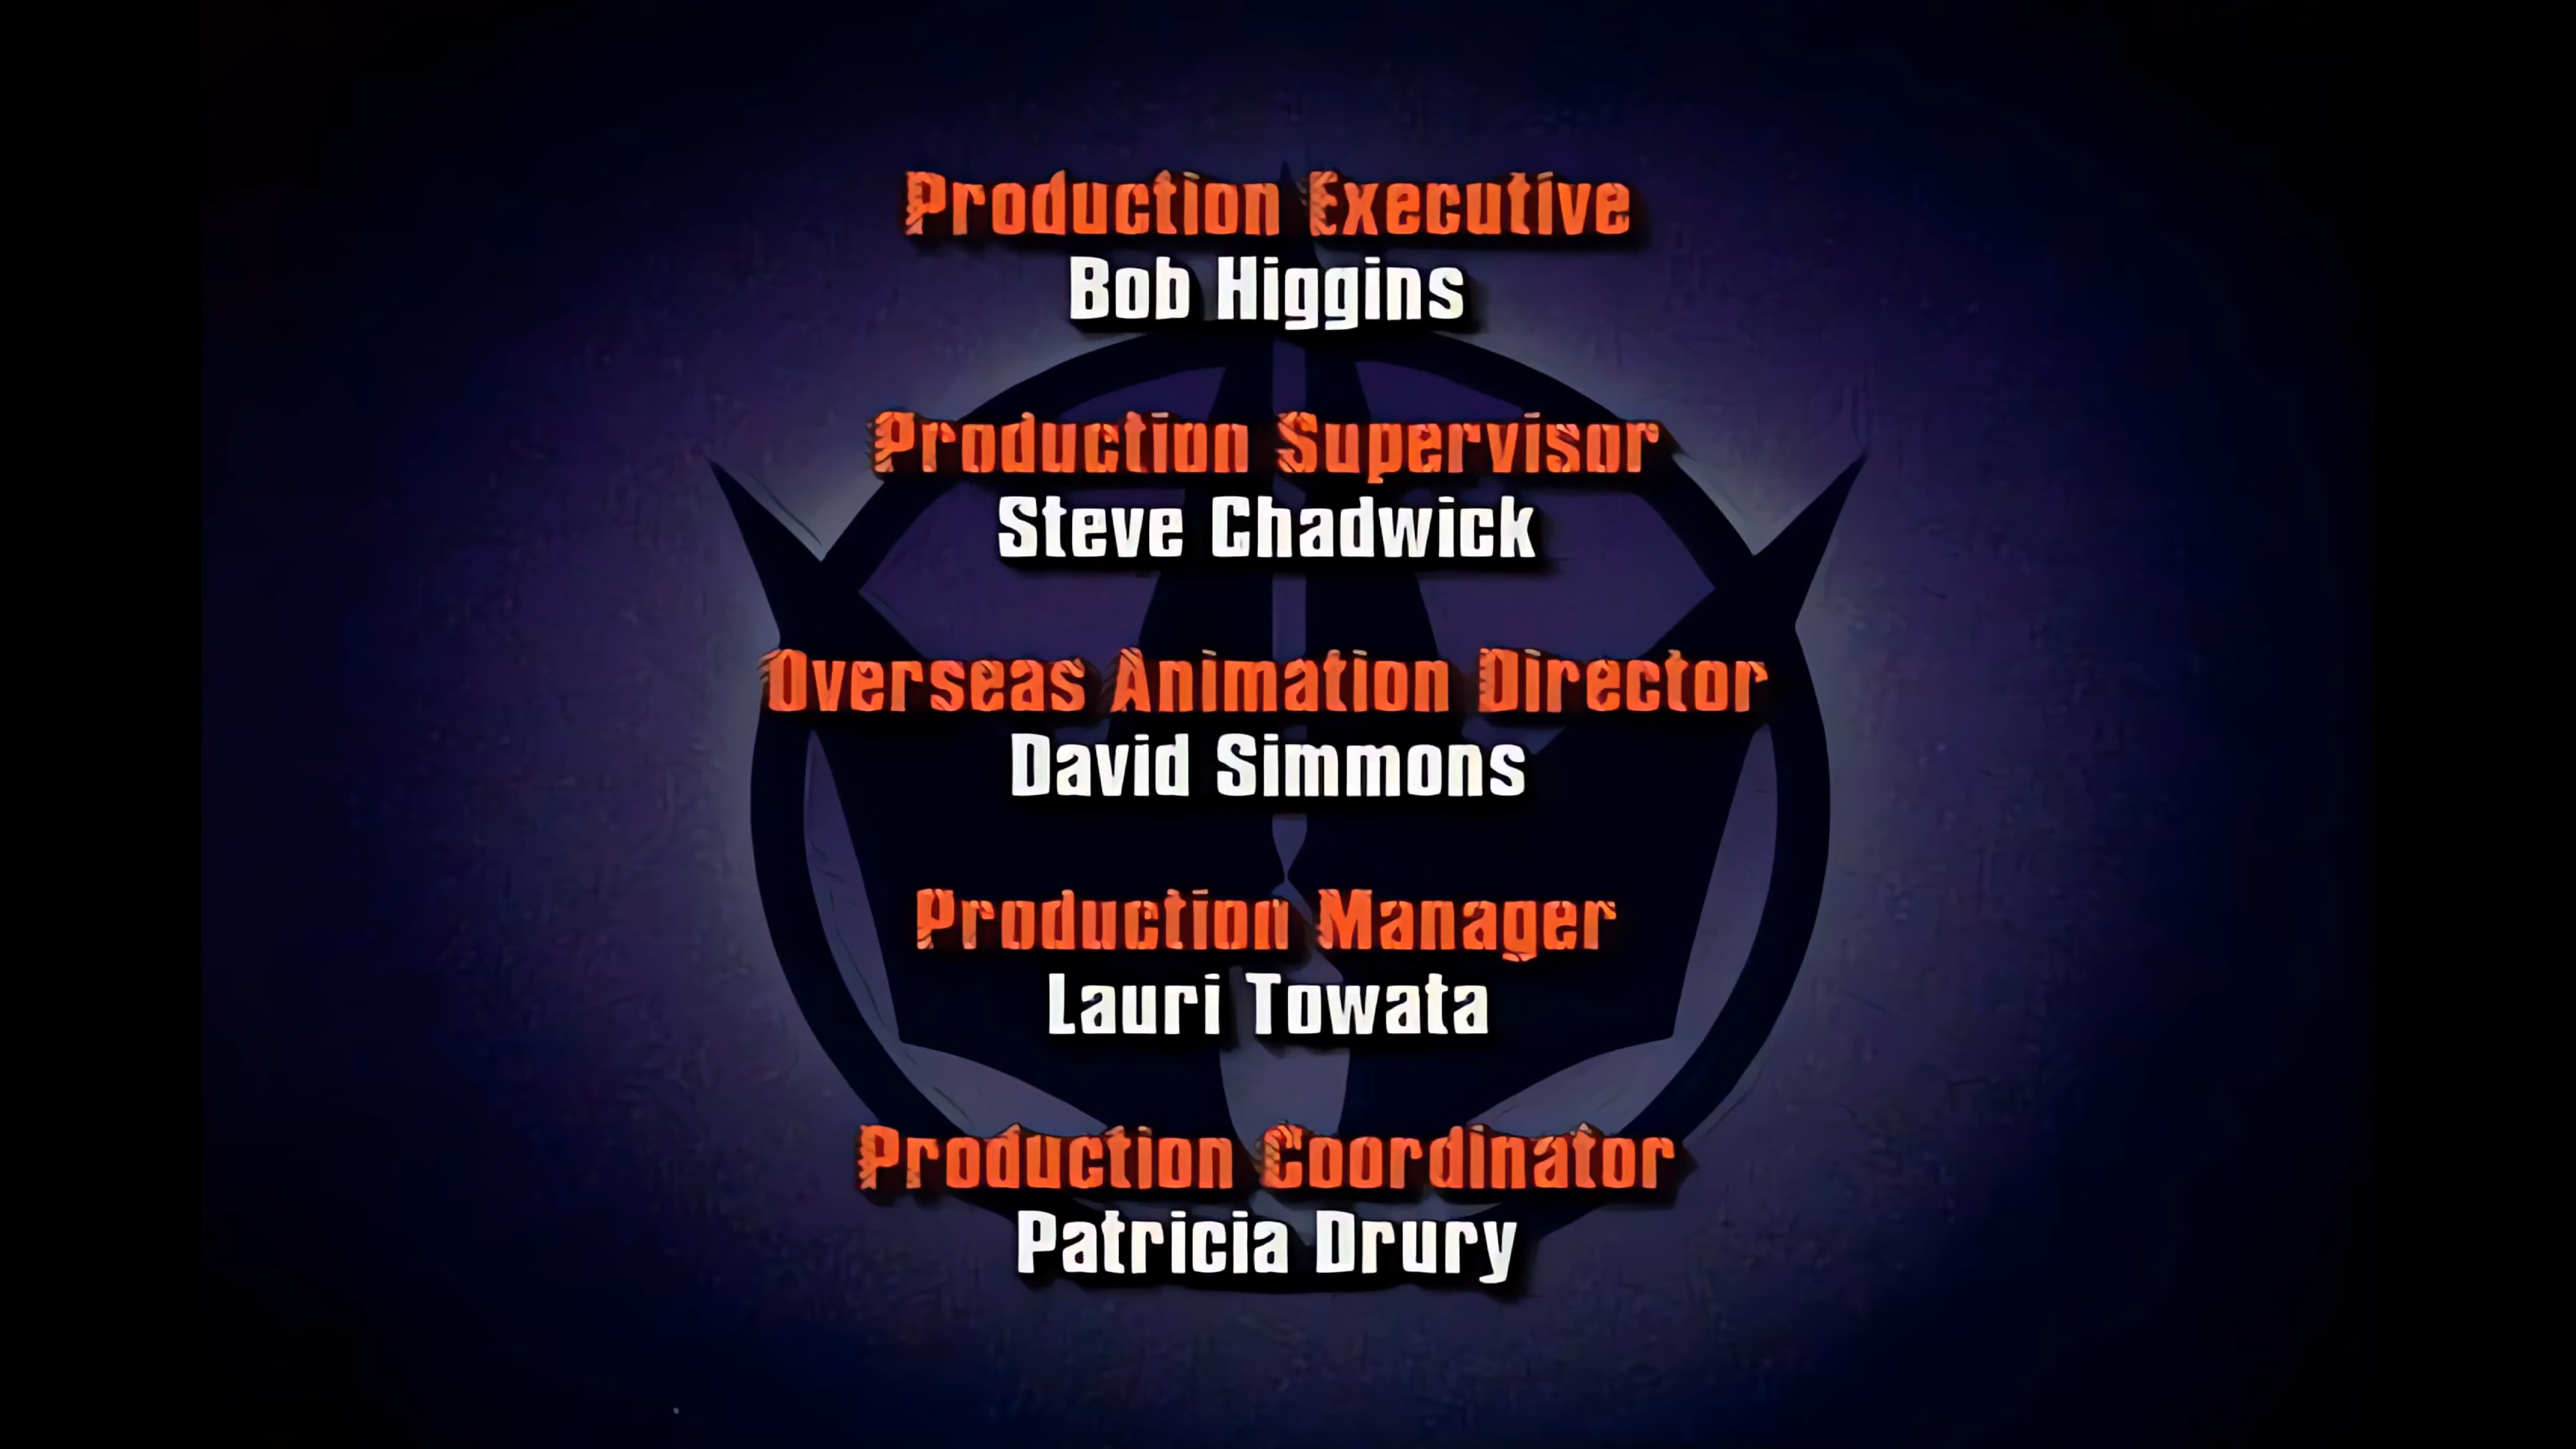 Production Executive
Bob Higgins
Production Supervisor
Steve Chadwick
Overseas Animation Director
David Simmons
Production Manager
Lauri Towata
Production Coordinator
Patricia Drury